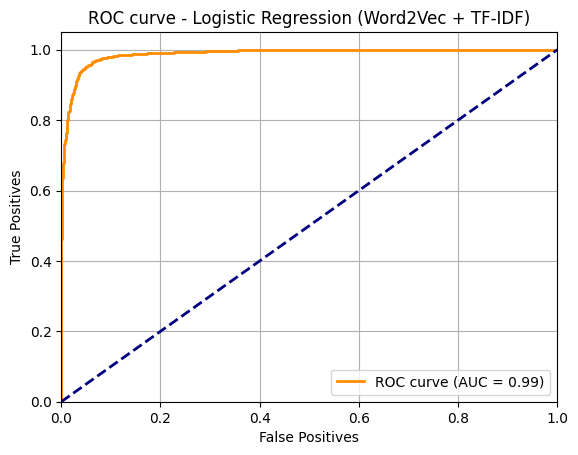 ROC curve - Logistic Regression (Word2Vec + TF-IDF)
True Positives
1.0
0.8
0.6
0.4
0.2
0.0
0.0 0.2 0.4 0.6 0.8 1.0
False Positives
ROC curve (AUC = 0.99)